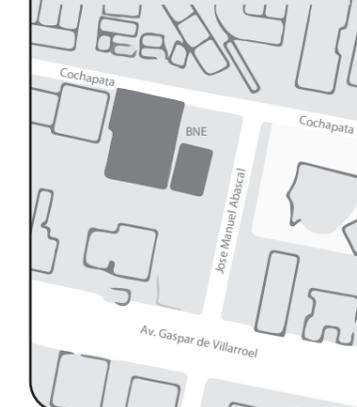 Cochapata
BNE
Cochapata
Jose Manuel Abascal
Av. Gaspar de Villarroel